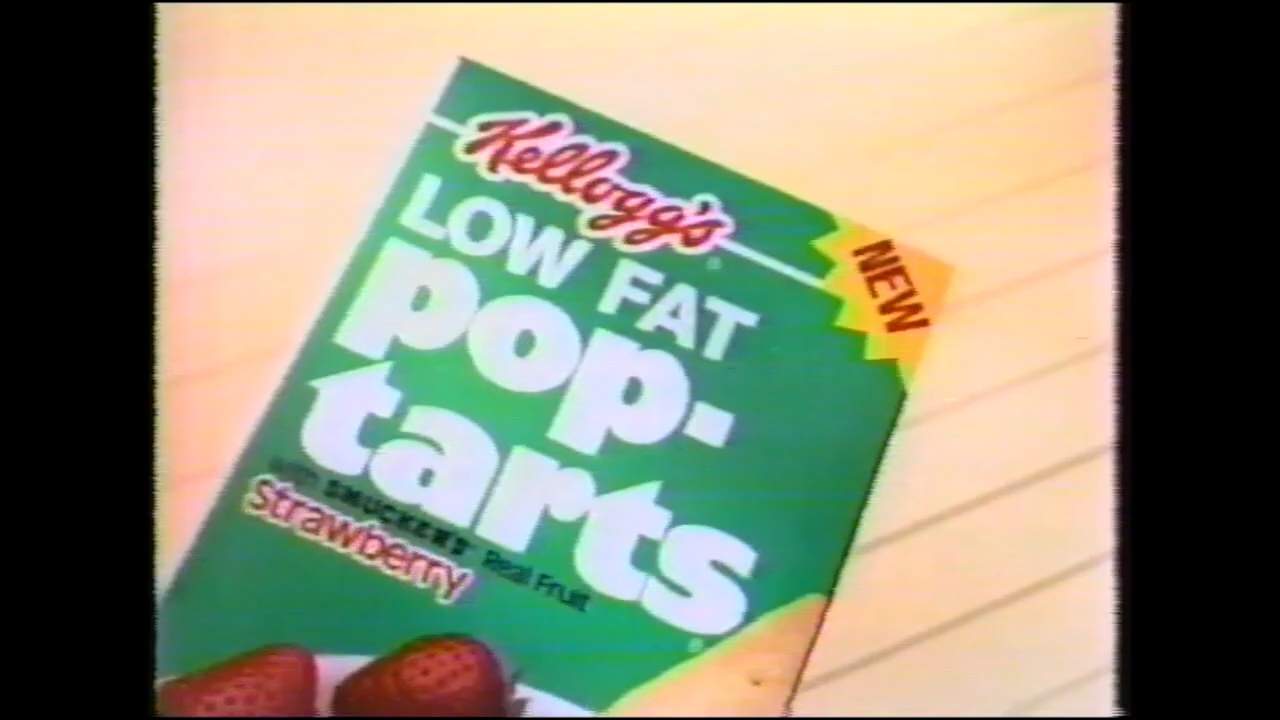 Kellogg's®
LOW FAT
NEW
pop-
tarts®
with SMUCKER'S Real Fruit
strawberry